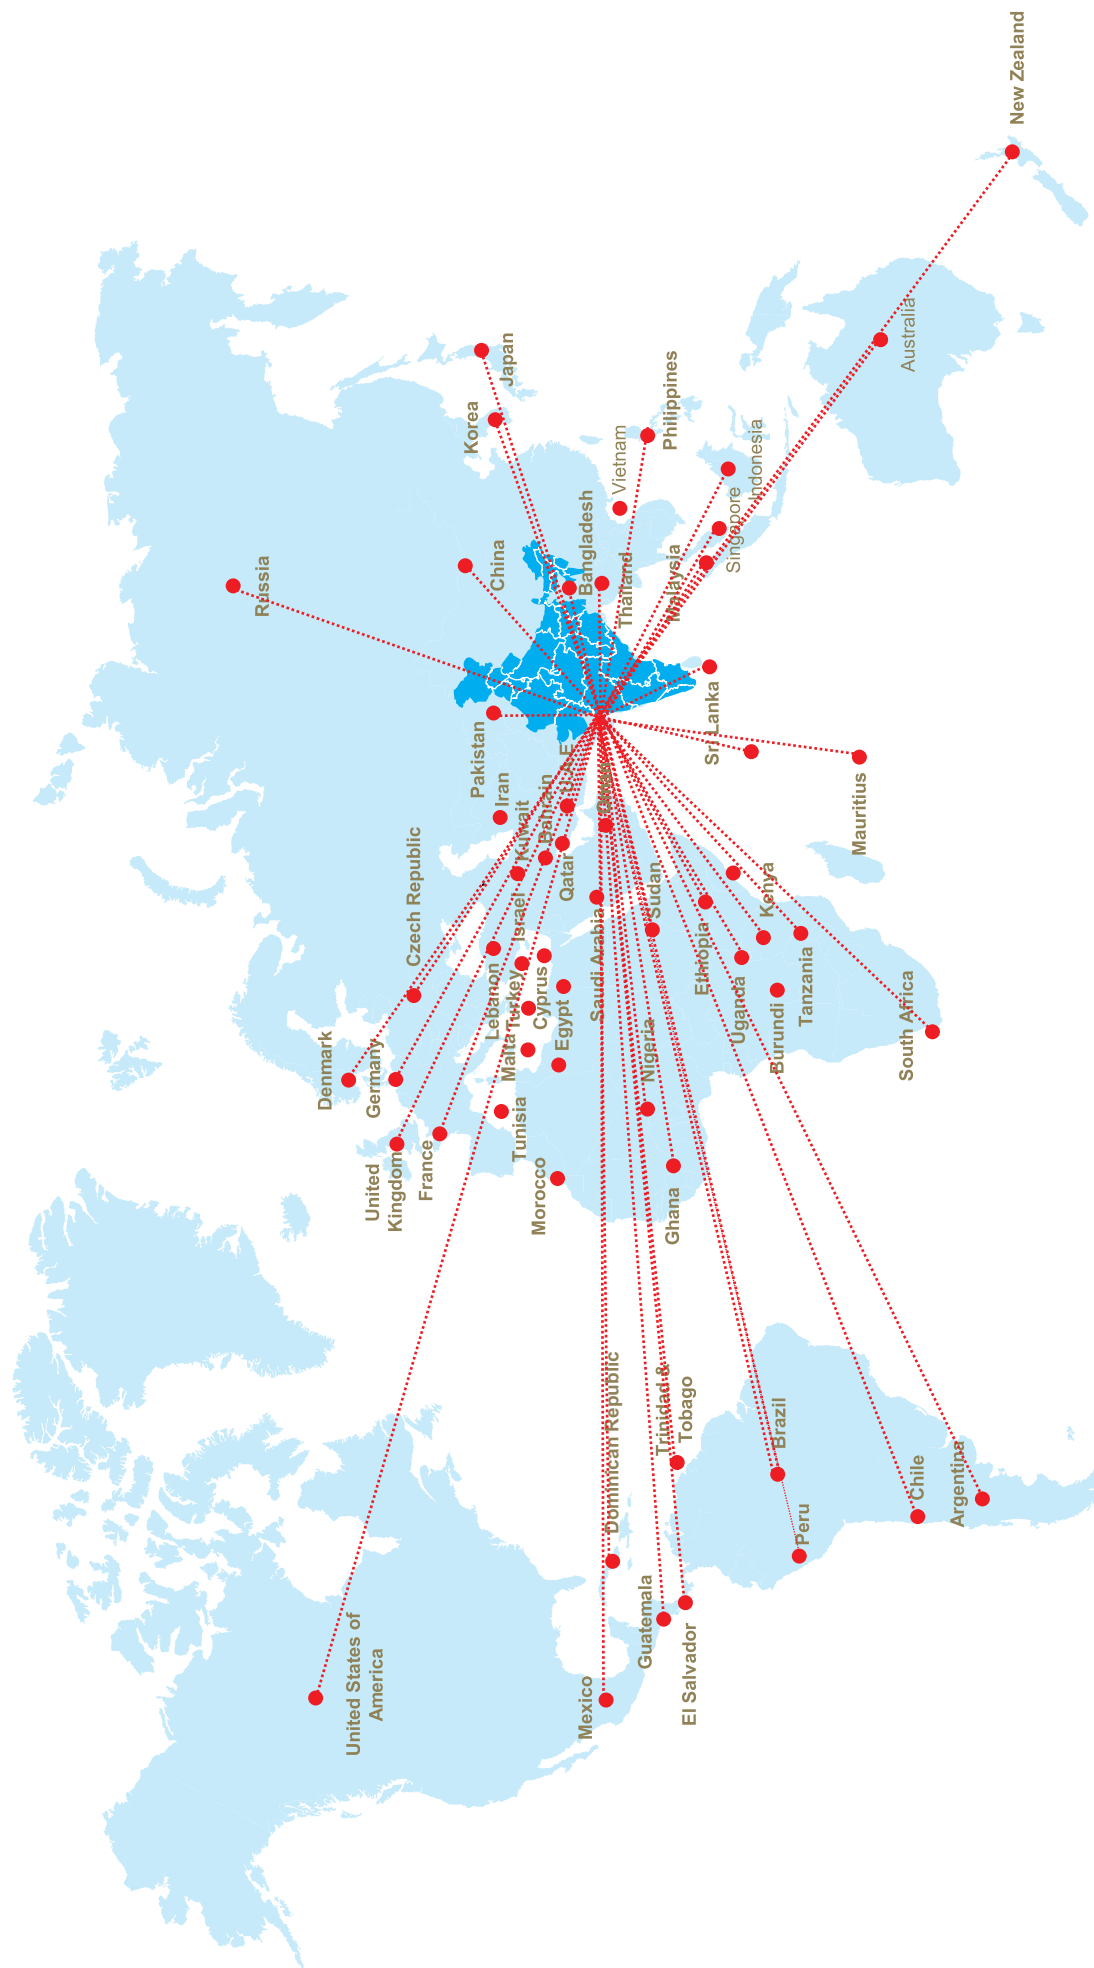 United States of
America
Mexico
Guatemala
El Salvador
Dominican Republic
Trinidad &
Tobago
Peru
Brazil
Chile
Argentina
Denmark
Germany
United
Kingdom
France
Czech Republic
Morocco
Tunisia
Malta
Turkey
Lebanon
Cyprus
Israel
Egypt
Saudi Arabia
Kuwait
Bahrain
Qatar
U.A.E
Iran
Pakistan
Russia
China
Korea
Japan
Bangladesh
Thailand
Vietnam
Philippines
Malaysia
Singapore
Indonesia
Sri Lanka
Mauritius
Ghana
Nigeria
Sudan
Ethiopia
Uganda
Kenya
Burundi
Tanzania
South Africa
Australia
New Zealand